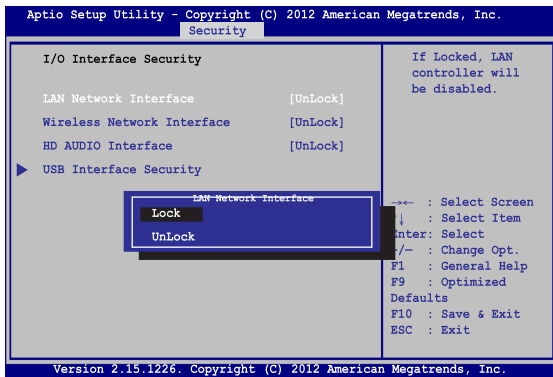 Aptio Setup Utility - Copyright (C) 2012 American Megatrends, Inc.
Security
I/O Interface Security
LAN Network Interface [UnLock]
Wireless Network Interface [UnLock]
HD AUDIO Interface [UnLock]
USB Interface Security
If Locked, LAN
controller will
be disabled.
LAN Network Interface
Lock
UnLock
→← : Select Screen
↓ : Select Item
Enter: Select
+/— : Change Opt.
F1 : General Help
F9 : Optimized
Defaults
F10 : Save & Exit
ESC : Exit
Version 2.15.1226. Copyright (C) 2012 American Megatrends, Inc.